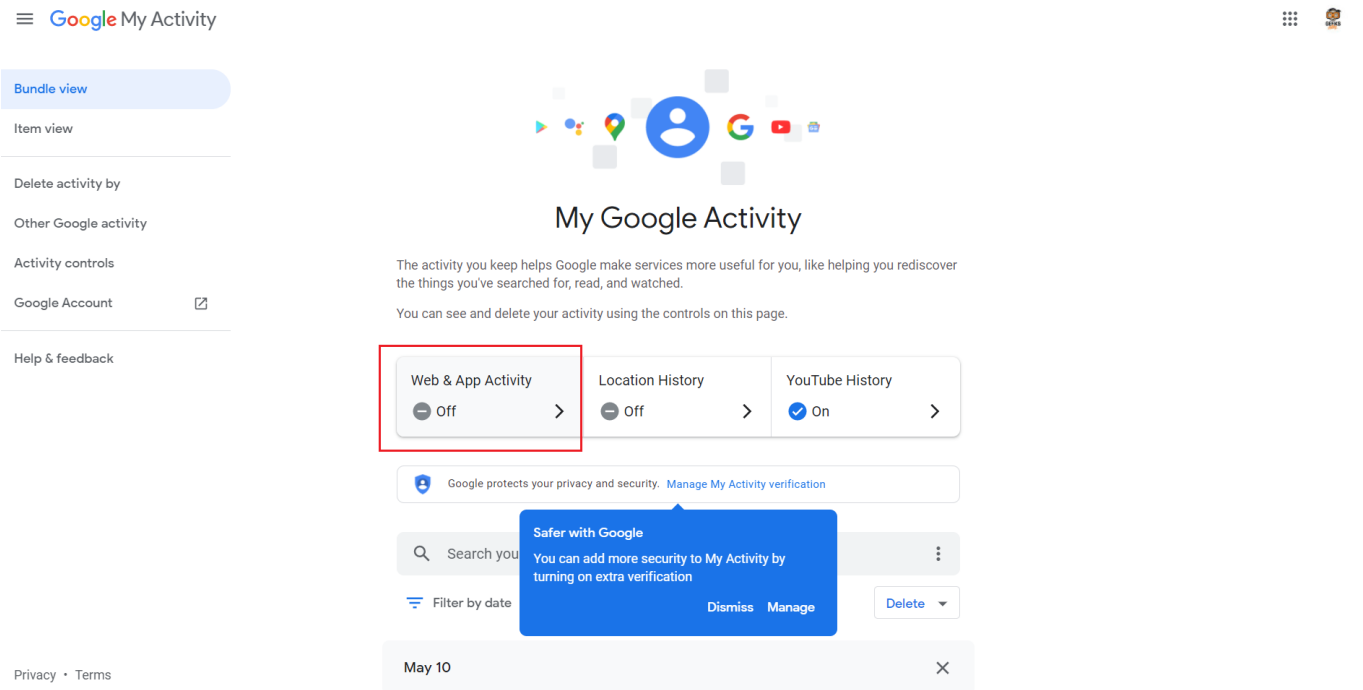 Google My Activity
Bundle view
Item view
Delete activity by
Other Google activity
Activity controls
Google Account
Help & feedback
Privacy • Terms
My Google Activity
The activity you keep helps Google make services more useful for you, like helping you rediscover
the things you've searched for, read, and watched.
You can see and delete your activity using the controls on this page.
Web & App Activity
Off
Location History
Off
YouTube History
On
Google protects your privacy and security. Manage My Activity verification
Safer with Google
You can add more security to My Activity by
turning on extra verification
Dismiss Manage
Search you
Filter by date
Delete
May 10